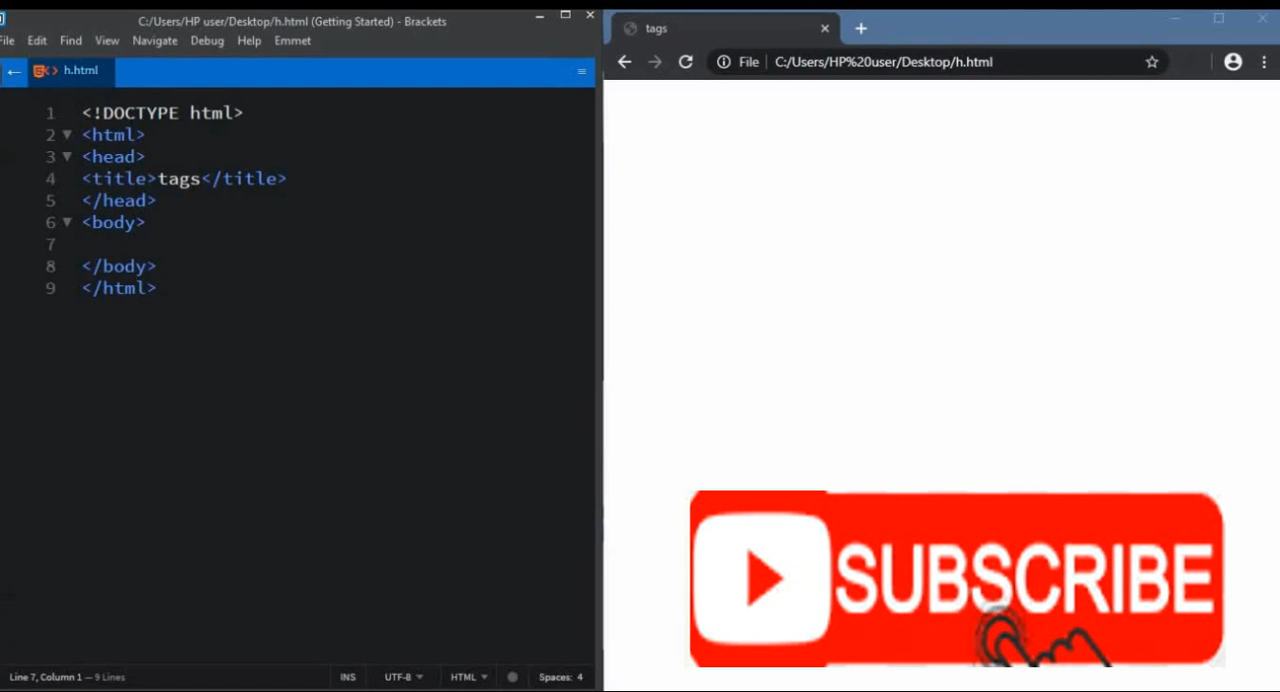 C:/Users/HP user/Desktop/h.html (Getting Started) - Brackets
File Edit Find View Navigate Debug Help Emmet
h.html
1 <!DOCTYPE html>
2 <html>
3 <head>
4 <title>tags</title>
5 </head>
6 <body>
7
8 </body>
9 </html>
Line 7, Column 1 — 9 Lines INS UTF-8 HTML Spaces: 4
tags
File C:/Users/HP%20user/Desktop/h.html
SUBSCRIBE